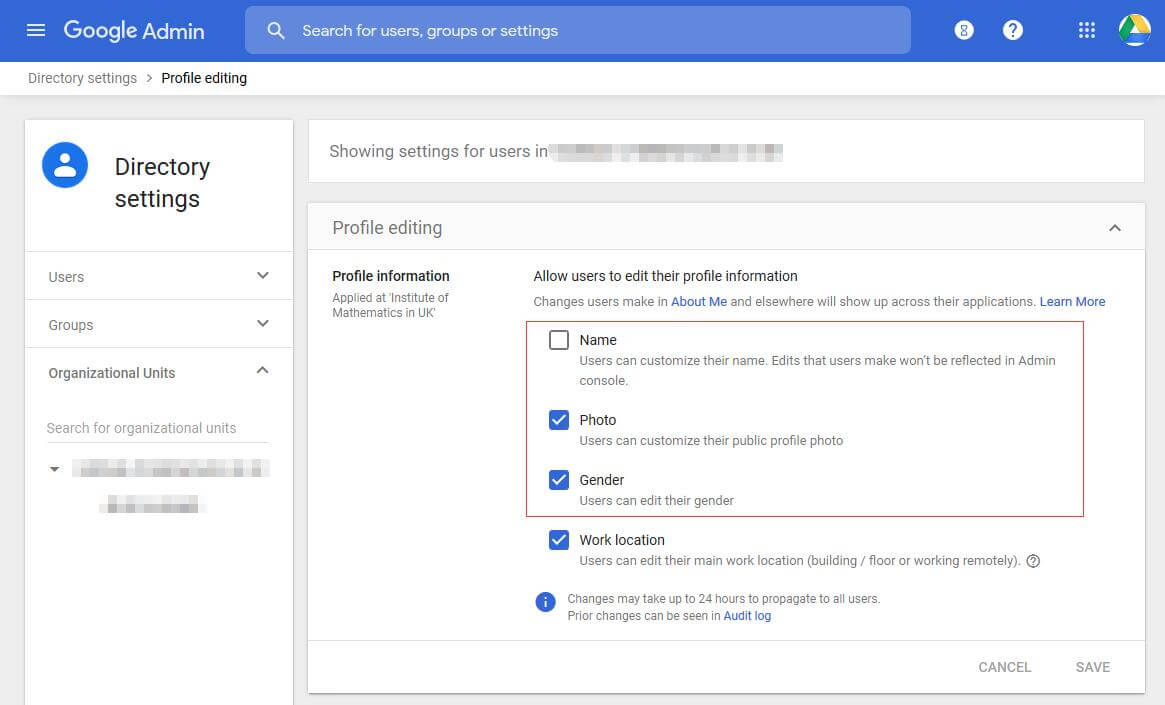 Google Admin
Search for users, groups or settings
Directory settings > Profile editing
Directory
settings
Users
Groups
Organizational Units
Search for organizational units
Showing settings for users in
Profile editing
Profile information
Applied at 'Institute of
Mathematics in UK'
Allow users to edit their profile information
Changes users make in About Me and elsewhere will show up across their applications. Learn More
Name
Users can customize their name. Edits that users make won't be reflected in Admin
console.
Photo
Users can customize their public profile photo
Gender
Users can edit their gender
Work location
Users can edit their main work location (building / floor or working remotely).
Changes may take up to 24 hours to propagate to all users.
Prior changes can be seen in Audit log
CANCEL
SAVE